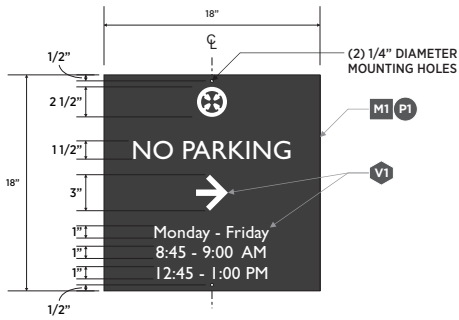 18"
℄
1/2"
(2) 1/4" DIAMETER
MOUNTING HOLES
2 1/2"
M1 P1
1 1/2"
NO PARKING
18"
3"
V1
1"
Monday - Friday
1"
8:45 - 9:00 AM
1"
12:45 - 1:00 PM
1/2"